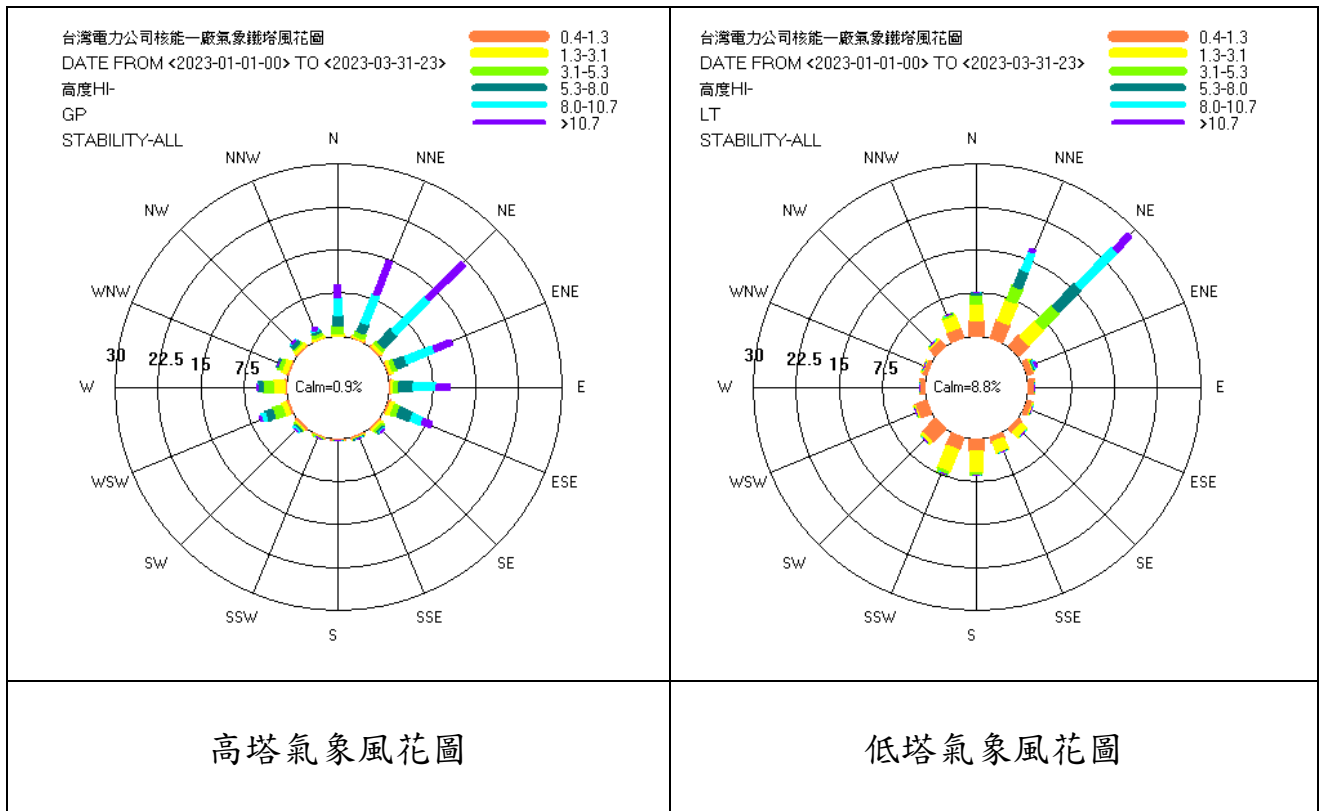 台灣電力公司核能一廠氣象鐵塔風花圖
DATE FROM <2023-01-01-00> TO <2023-03-31-23>
高度HI-
GP
STABILITY-ALL
0.4-1.3
1.3-3.1
3.1-5.3
5.3-8.0
8.0-10.7
>10.7
N
NNW
NNE
NW
NE
WNW
ENE
30
22.5
15
7.5
W
Calm=0.9%
E
WSW
ESE
SW
SE
SSW
SSE
S
高塔氣象風花圖
台灣電力公司核能一廠氣象鐵塔風花圖
DATE FROM <2023-01-01-00> TO <2023-03-31-23>
高度HI-
LT
STABILITY-ALL
0.4-1.3
1.3-3.1
3.1-5.3
5.3-8.0
8.0-10.7
>10.7
N
NNW
NNE
NW
NE
WNW
ENE
30
22.5
15
7.5
W
Calm=8.8%
E
WSW
ESE
SW
SE
SSW
SSE
S
低塔氣象風花圖